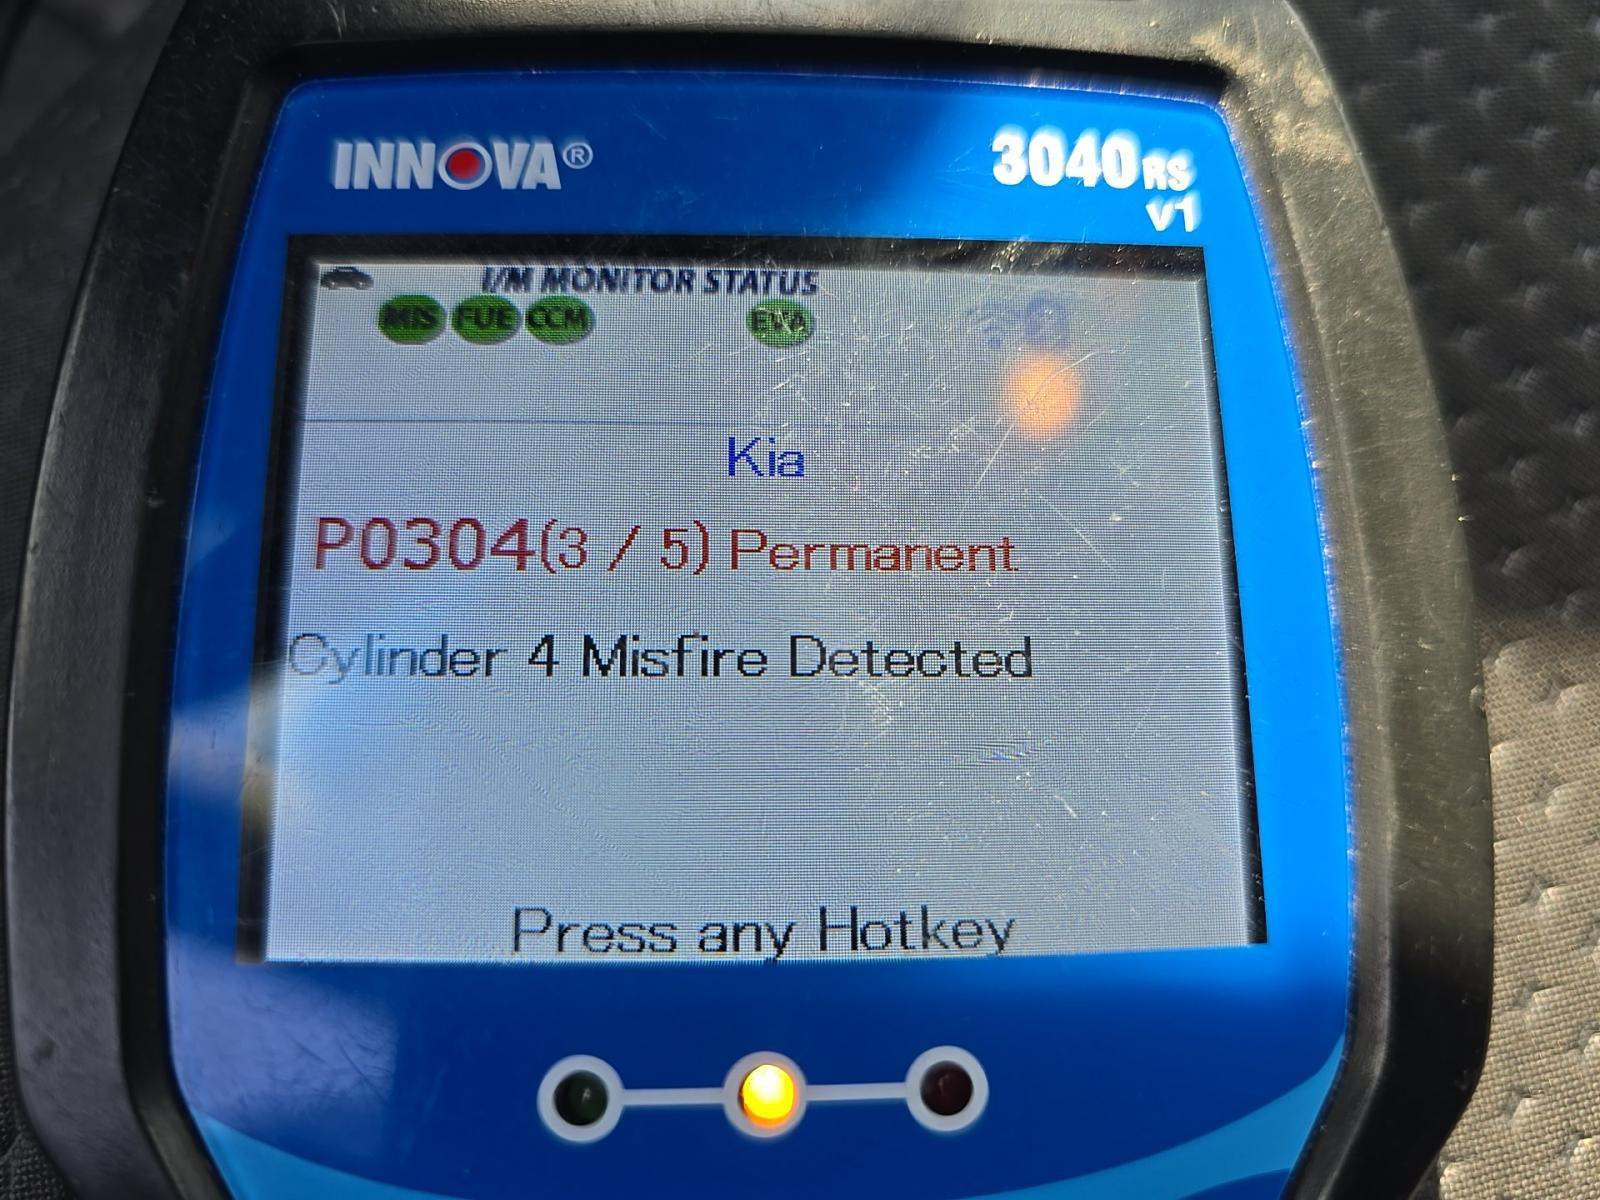 INNOVA®
3040RS
V1
I/M MONITOR STATUS
MIS FUE CCM EVA
Kia
P0304(3 / 5) Permanent
Cylinder 4 Misfire Detected
Press any Hotkey